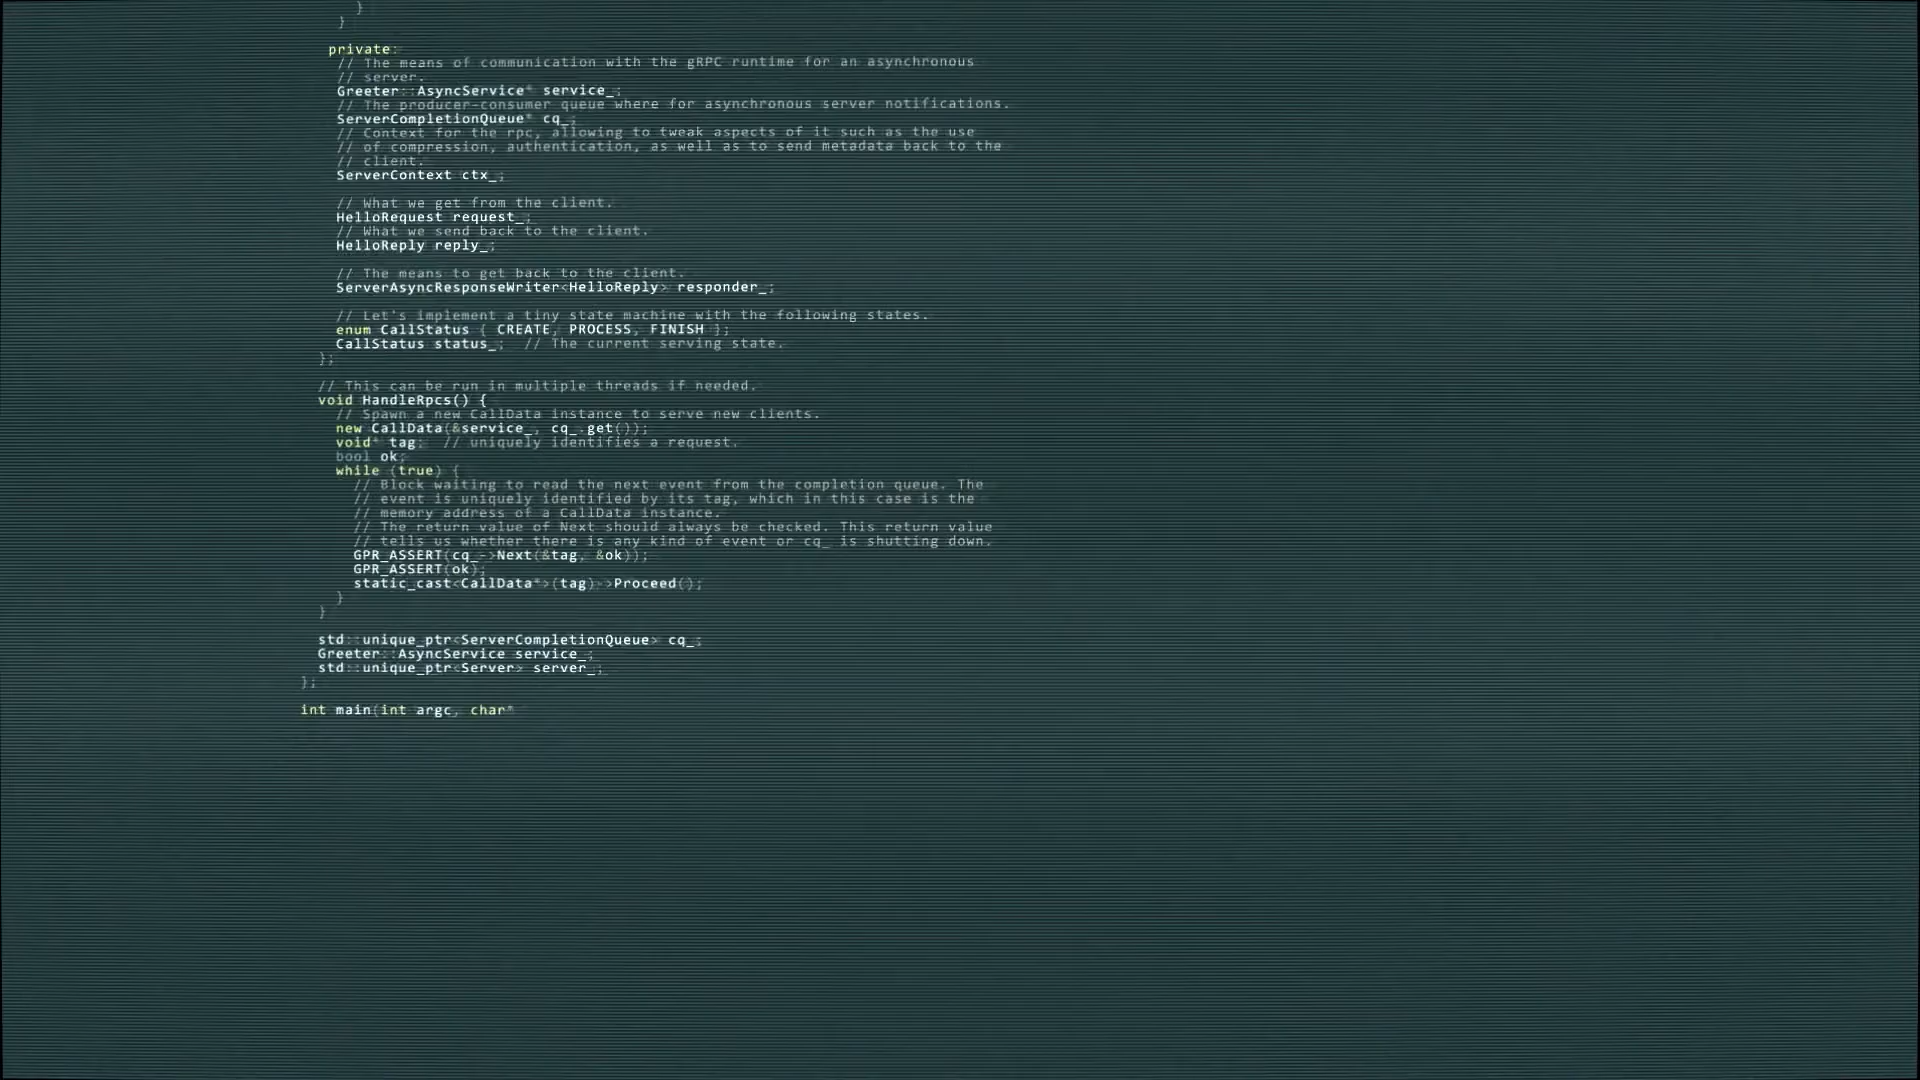 }
}
private:
// The means of communication with the gRPC runtime for an asynchronous
// server.
Greeter::AsyncService* service_;
// The producer-consumer queue where for asynchronous server notifications.
ServerCompletionQueue* cq_;
// Context for the rpc, allowing to tweak aspects of it such as the use
// of compression, authentication, as well as to send metadata back to the
// client.
ServerContext ctx_;
// What we get from the client.
HelloRequest request_;
// What we send back to the client.
HelloReply reply_;
// The means to get back to the client.
ServerAsyncResponseWriter<HelloReply> responder_;
// Let's implement a tiny state machine with the following states.
enum CallStatus { CREATE, PROCESS, FINISH };
CallStatus status_;  // The current serving state.
};
// This can be run in multiple threads if needed.
void HandleRpcs() {
// Spawn a new CallData instance to serve new clients.
new CallData(&service_, cq_.get());
void* tag;  // uniquely identifies a request.
bool ok;
while (true) {
// Block waiting to read the next event from the completion queue. The
// event is uniquely identified by its tag, which in this case is the
// memory address of a CallData instance.
// The return value of Next should always be checked. This return value
// tells us whether there is any kind of event or cq_ is shutting down.
GPR_ASSERT(cq_->Next(&tag, &ok));
GPR_ASSERT(ok);
static_cast<CallData*>(tag)->Proceed();
}
}
std::unique_ptr<ServerCompletionQueue> cq_;
Greeter::AsyncService service_;
std::unique_ptr<Server> server_;
};
int main(int argc, char*